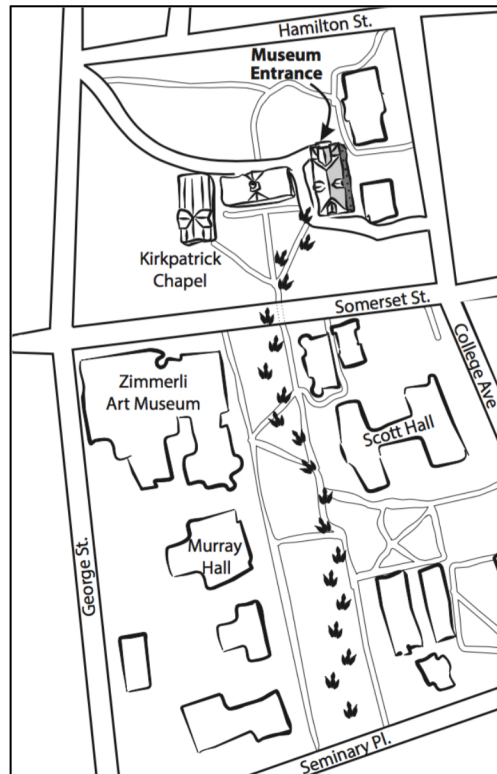 Hamilton St.
Museum
Entrance
Kirkpatrick
Chapel
Somerset St.
College Ave
Zimmerli
Art Museum
Scott Hall
Murray
Hall
George St.
Seminary Pl.